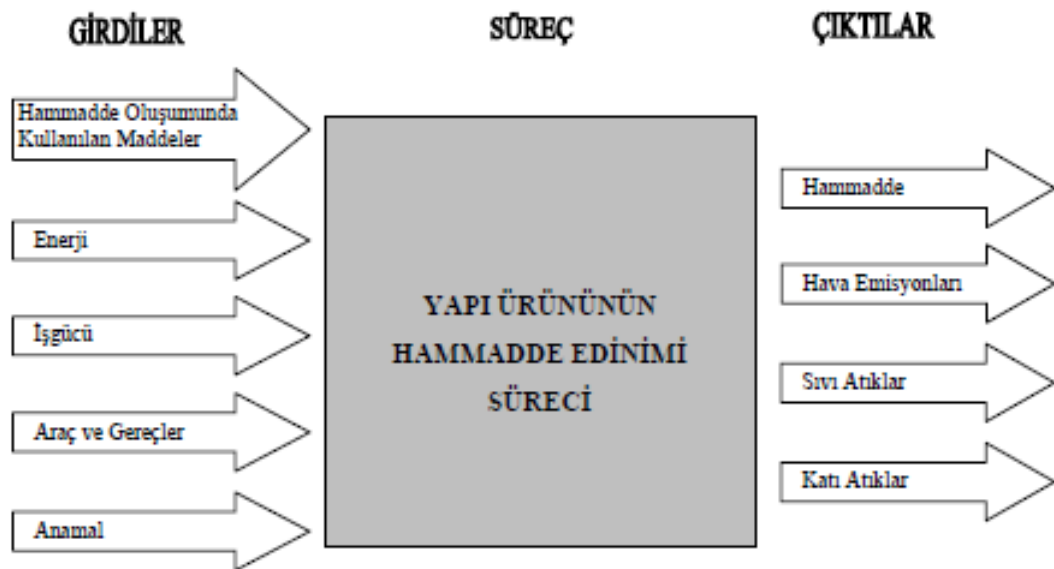 GİRDİLER
SÜREÇ
ÇIKTILAR
Hammadde Oluşumunda
Kullanılan Maddeler
Enerji
İşgücü
Araç ve Gereçler
Anamal
YAPI ÜRÜNÜNÜN
HAMMADDE EDİNİMİ
SÜRECİ
Hammadde
Hava Emisyonları
Sıvı Atıklar
Katı Atıklar